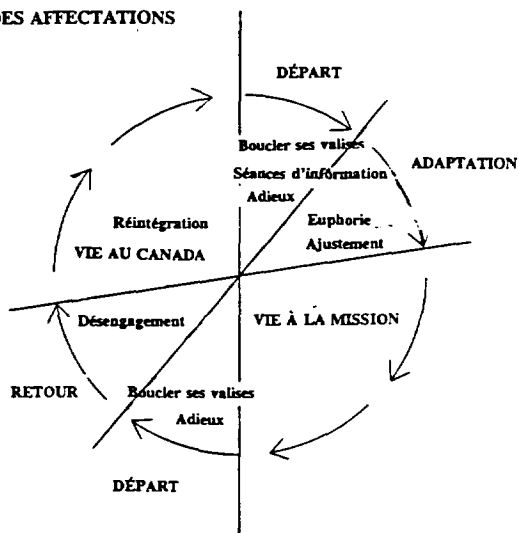 DES AFFECTATIONS
DÉPART
Boucler ses valises
Séances d'information
Adieux
ADAPTATION
Euphorie
Ajustement
Réintégration
VIE AU CANADA
VIE À LA MISSION
Désengagement
RETOUR
Boucler ses valises
Adieux
DÉPART